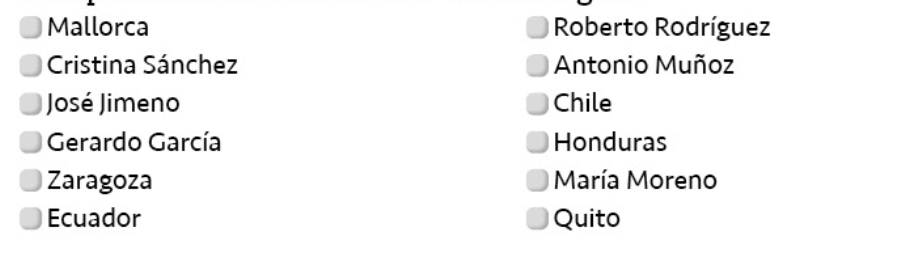 Mallorca
Cristina Sánchez
José Jimeno
Gerardo García
Zaragoza
Ecuador
Roberto Rodríguez
Antonio Muñoz
Chile
Honduras
María Moreno
Quito